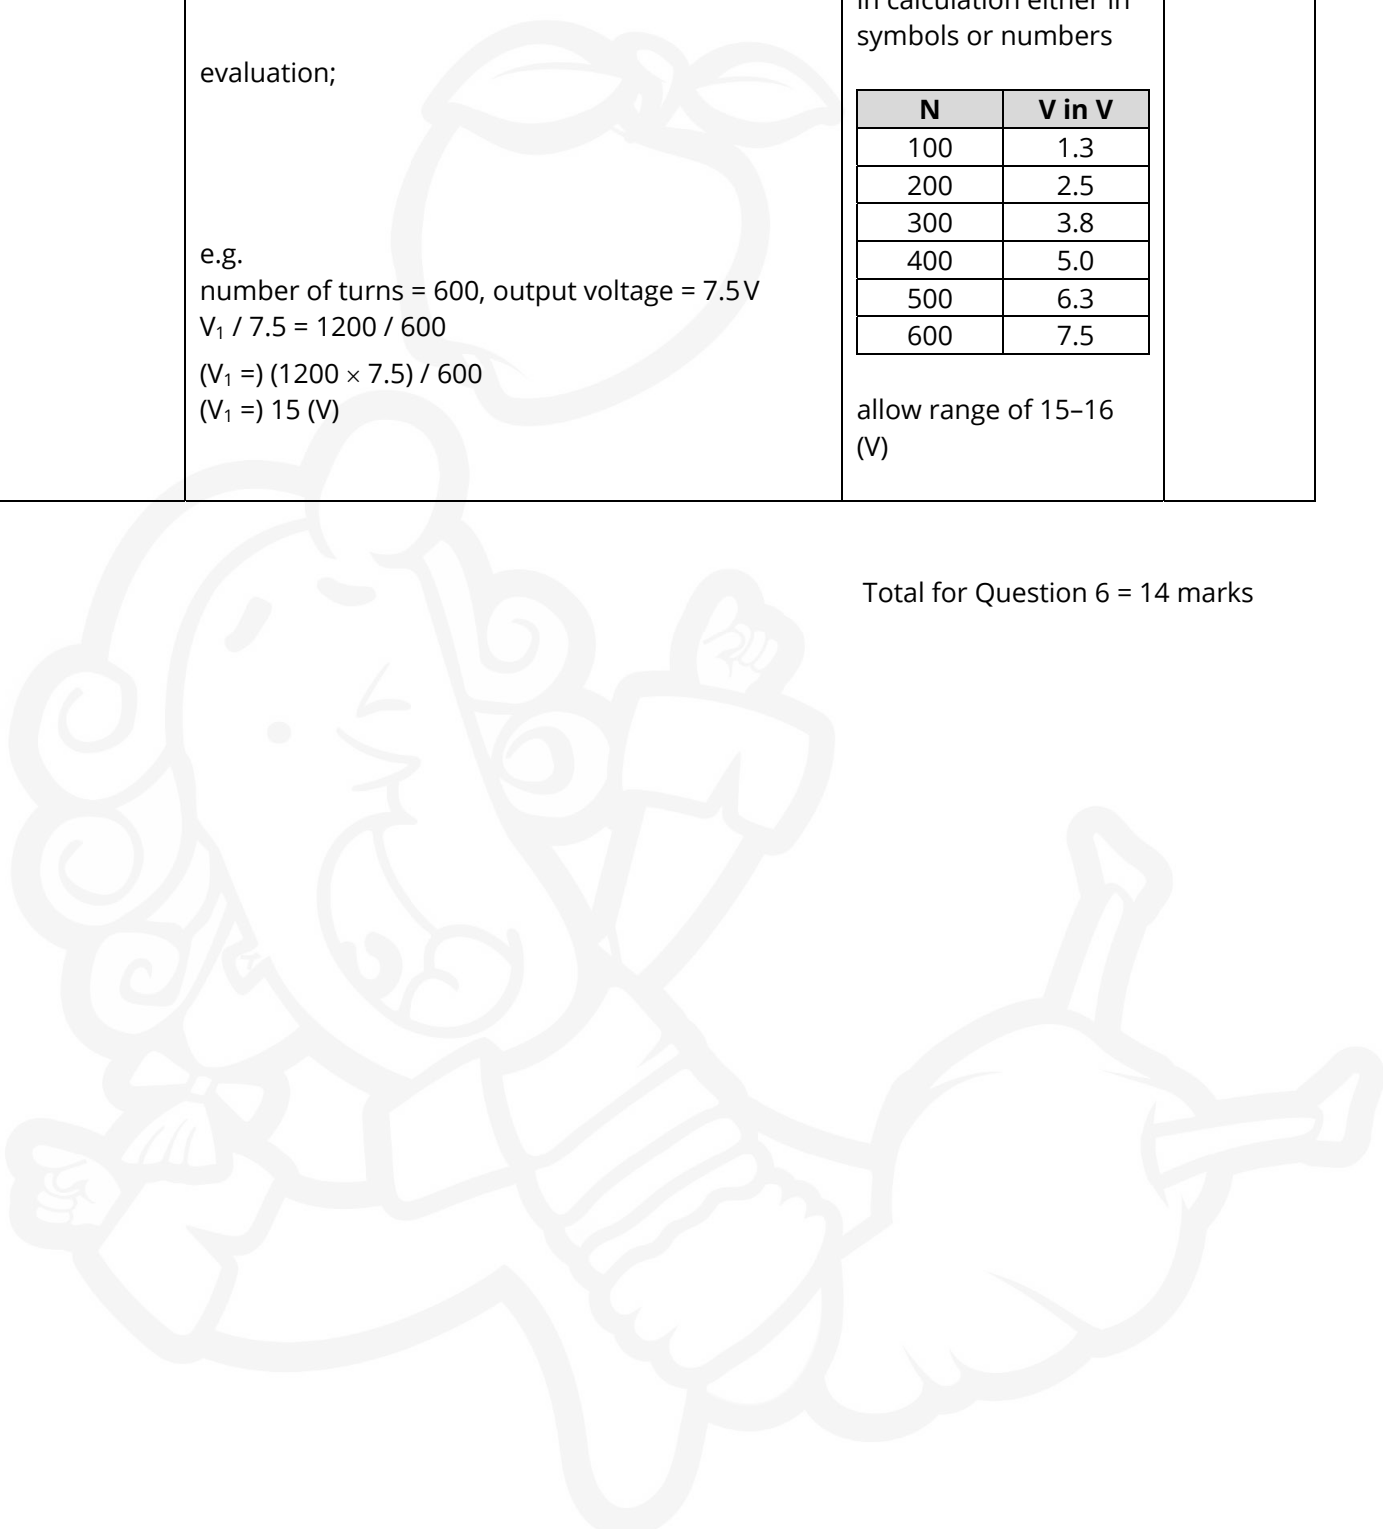 in calculation either in
symbols or numbers
evaluation;
N V in V
100 1.3
200 2.5
300 3.8
400 5.0
500 6.3
600 7.5
e.g.
number of turns = 600, output voltage = 7.5 V
V₁ / 7.5 = 1200 / 600
(V₁ =) (1200 × 7.5) / 600
(V₁ =) 15 (V)
allow range of 15–16
(V)
Total for Question 6 = 14 marks